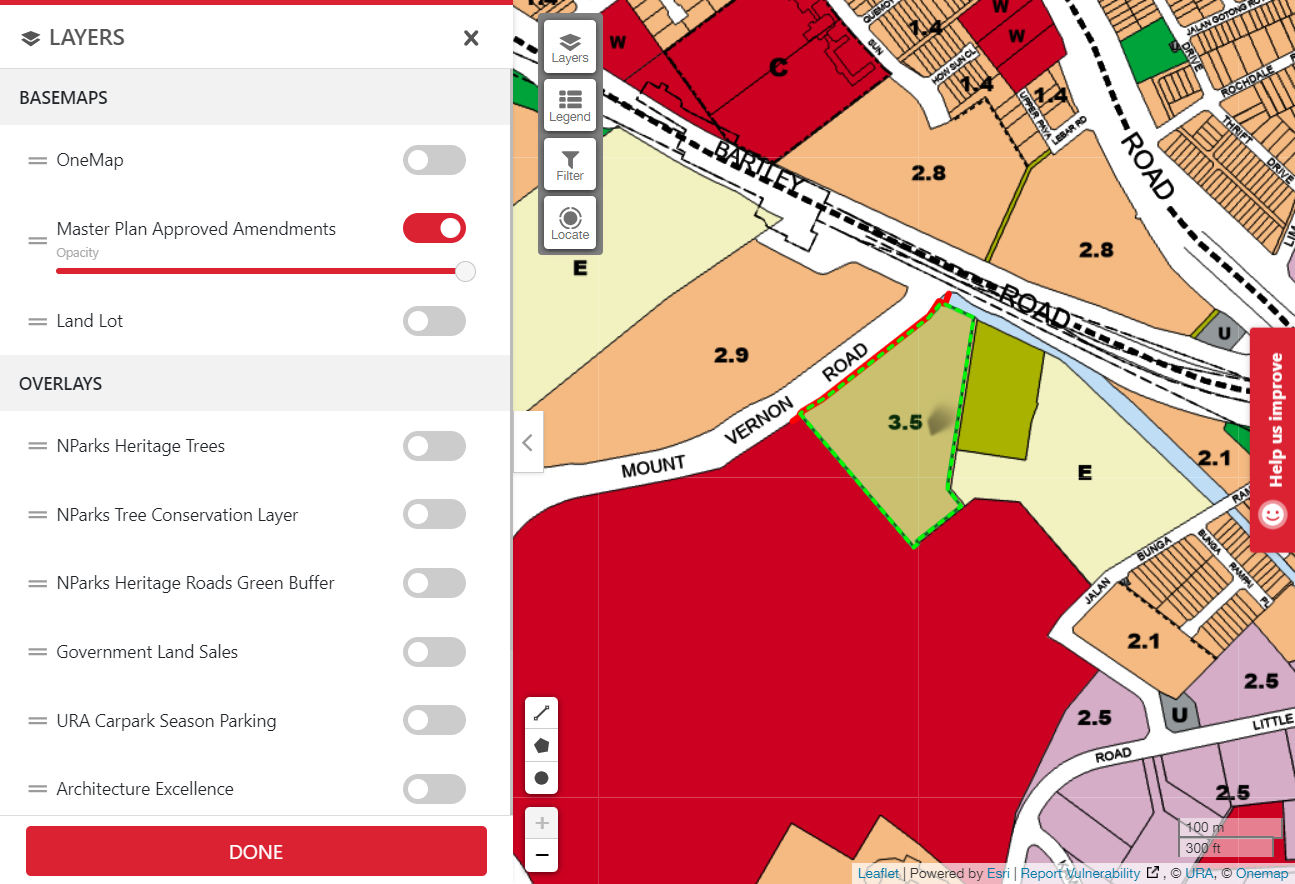 LAYERS
BASEMAPS
OneMap
Master Plan Approved Amendments
Opacity
Land Lot
OVERLAYS
NParks Heritage Trees
NParks Tree Conservation Layer
NParks Heritage Roads Green Buffer
Government Land Sales
URA Carpark Season Parking
Architecture Excellence
DONE
Layers
Legend
Filter
Locate
W
C
QUEMOY
SUN
1.4
W
W
HOW SUN CL
1.4
1.4
UPPER PAYA
LEBAR RD
ROAD
DRIVE
JALAN GOTONG
ROCHDALE
THRIFT
DRIVE
BARTLEY
2.8
2.8
E
ROAD
U
2.9
MOUNT
VERNON
ROAD
3.5
E
2.1
JALAN
BUNGA
BUNGA
RAMPAI
PL
2.1
2.5
2.5
U
ROAD
LITTLE
2.5
Help us improve
100 m
300 ft
Leaflet | Powered by Esri | Report Vulnerability , © URA, © Onemap